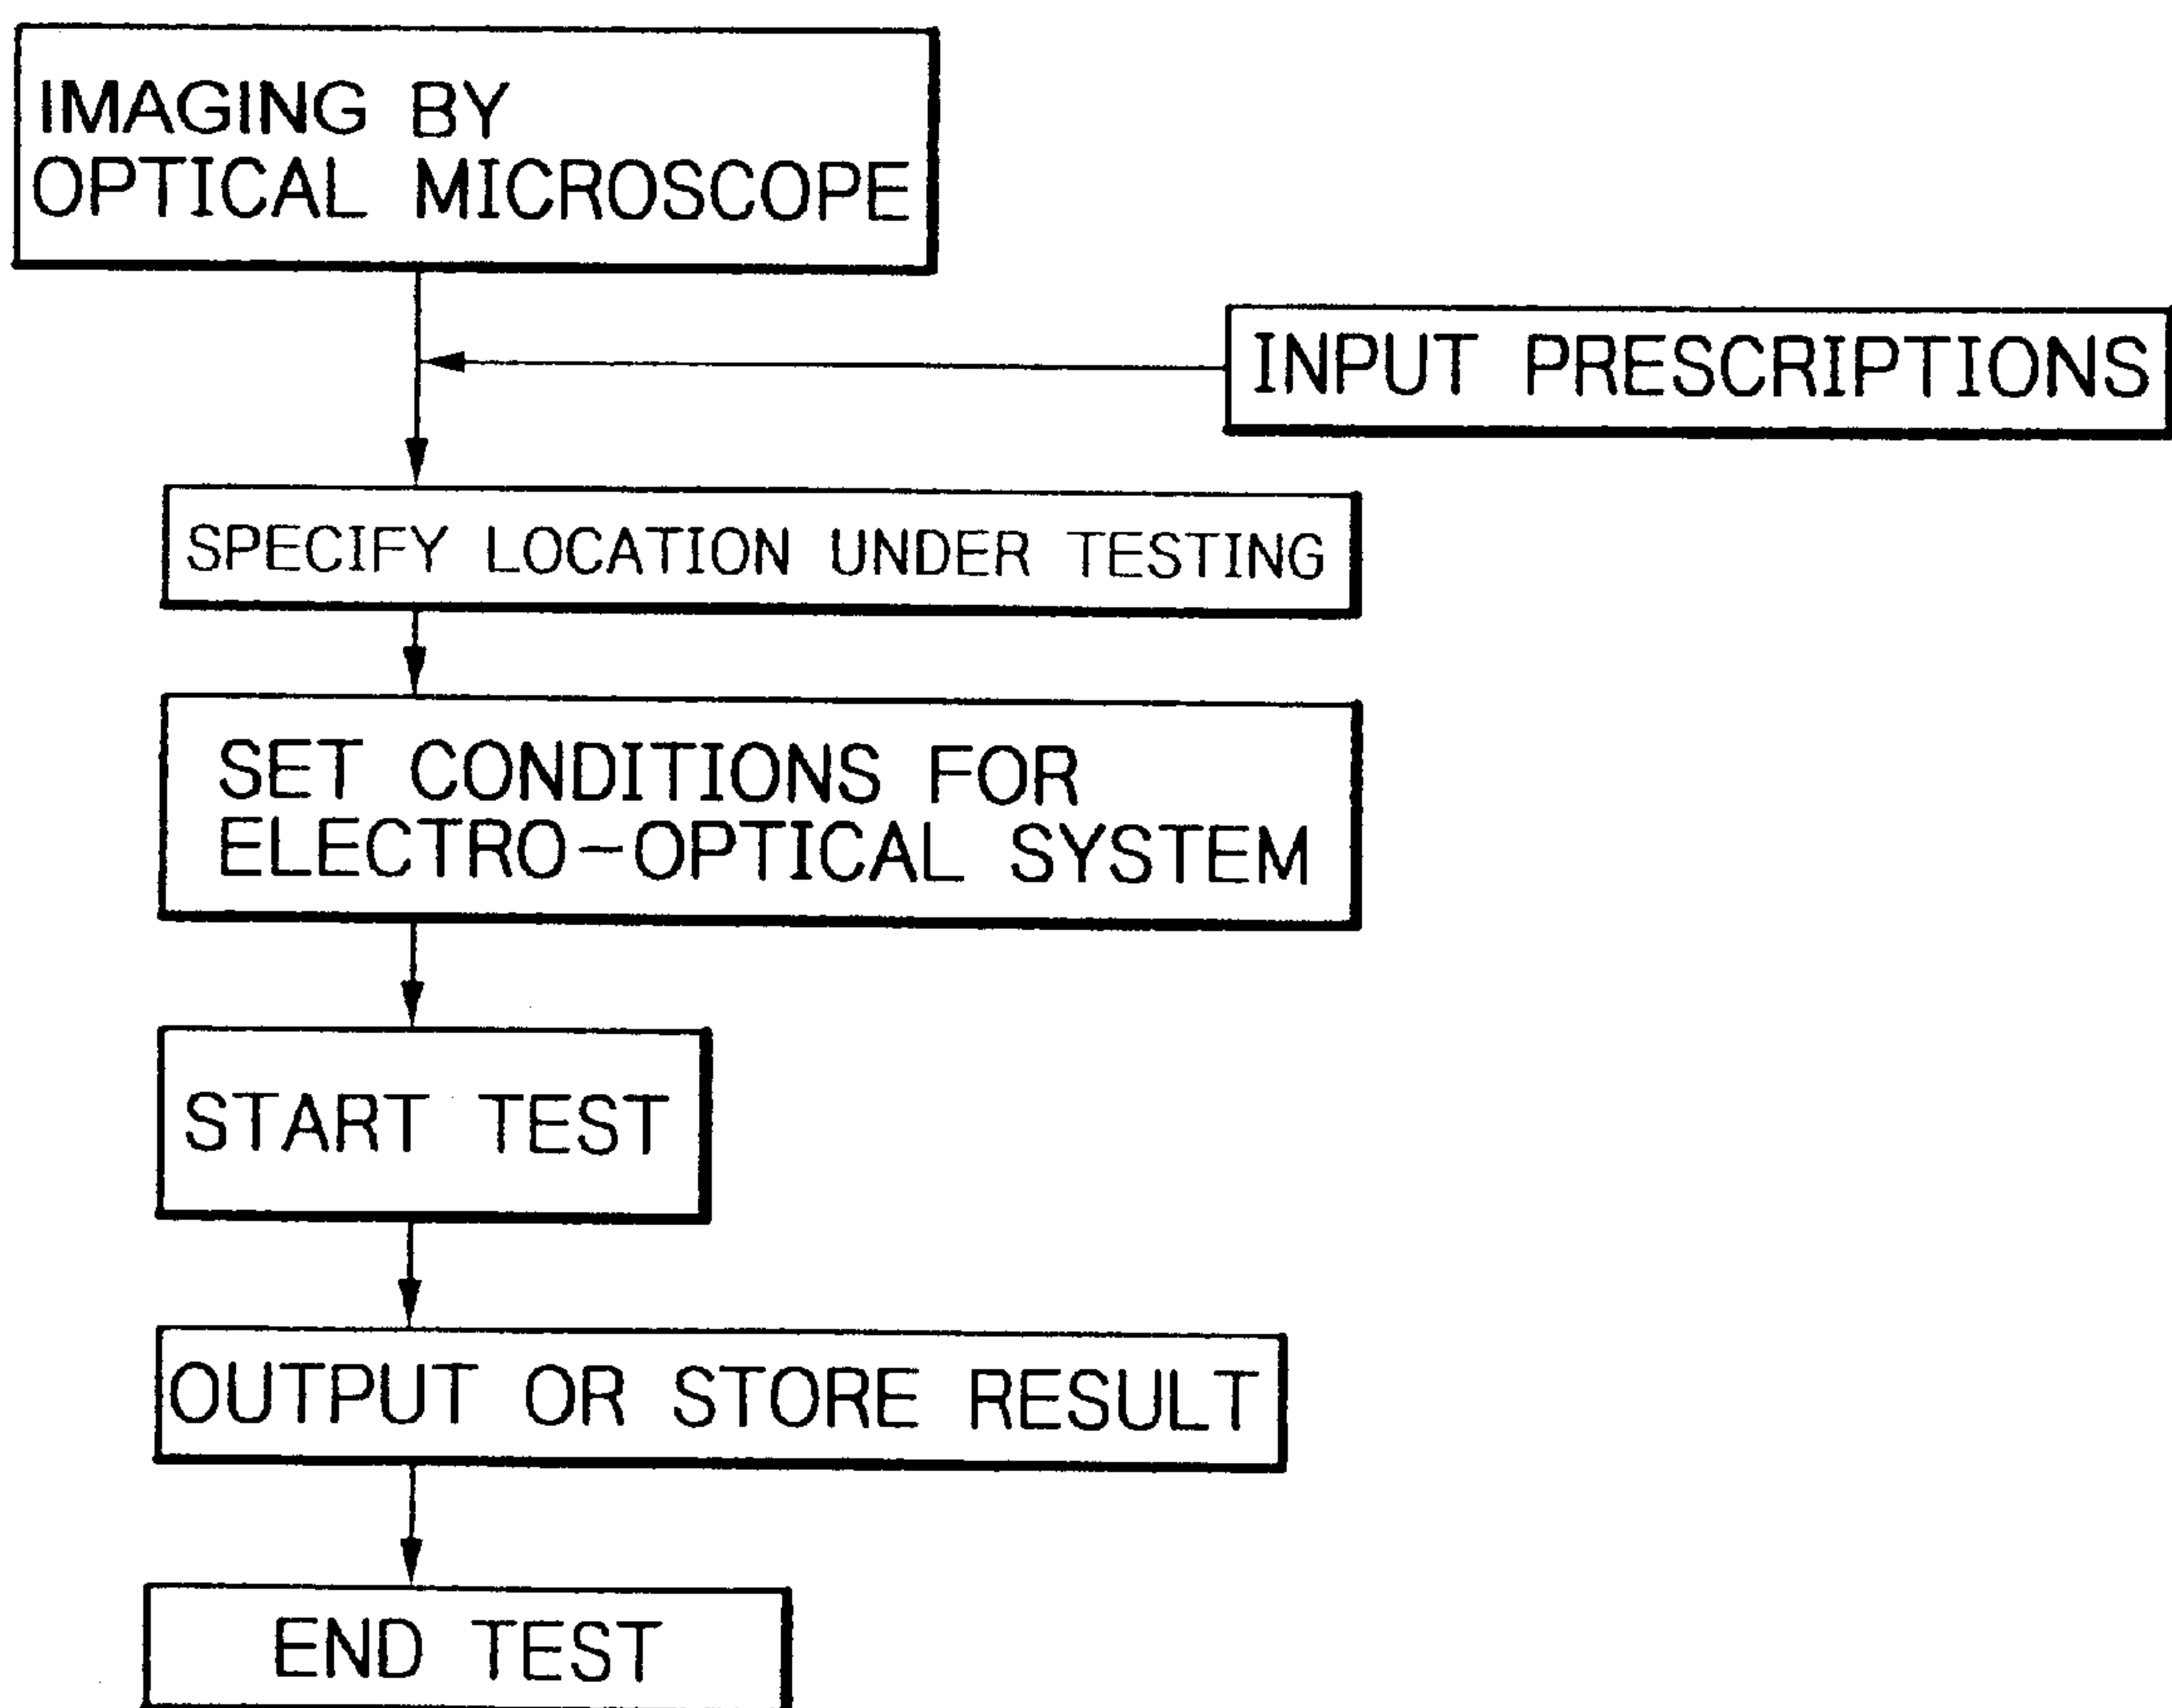 IMAGING BY
OPTICAL MICROSCOPE
INPUT PRESCRIPTIONS
SPECIFY LOCATION UNDER TESTING
SET CONDITIONS FOR
ELECTRO-OPTICAL SYSTEM
START TEST
OUTPUT OR STORE RESULT
END TEST